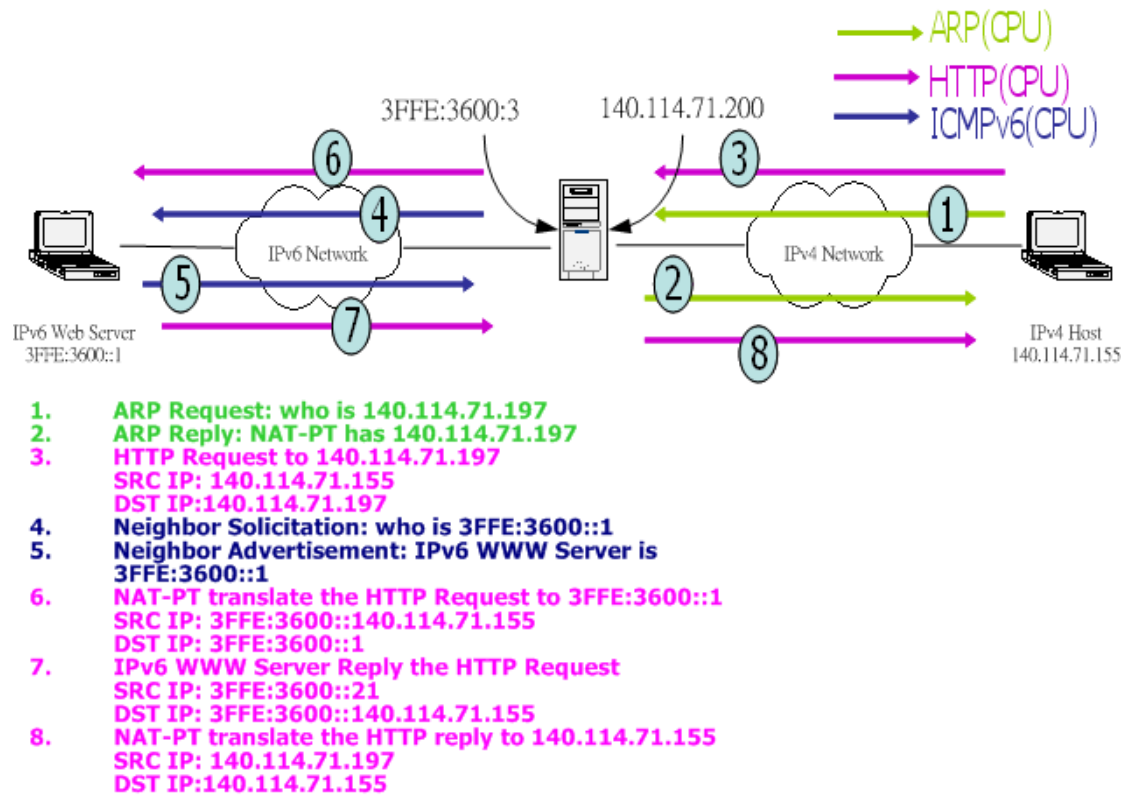 ARP(CPU)
HTTP(CPU)
ICMPv6(CPU)
3FFE:3600:3
140.114.71.200
6
3
4
1
IPv6 Network
IPv4 Network
5
2
7
8
IPv6 Web Server
3FFE:3600::1
IPv4 Host
140.114.71.155
1. ARP Request: who is 140.114.71.197
2. ARP Reply: NAT-PT has 140.114.71.197
3. HTTP Request to 140.114.71.197
SRC IP: 140.114.71.155
DST IP:140.114.71.197
4. Neighbor Solicitation: who is 3FFE:3600::1
5. Neighbor Advertisement: IPv6 WWW Server is
3FFE:3600::1
6. NAT-PT translate the HTTP Request to 3FFE:3600::1
SRC IP: 3FFE:3600::140.114.71.155
DST IP: 3FFE:3600::1
7. IPv6 WWW Server Reply the HTTP Request
SRC IP: 3FFE:3600::21
DST IP: 3FFE:3600::140.114.71.155
8. NAT-PT translate the HTTP reply to 140.114.71.155
SRC IP: 140.114.71.197
DST IP:140.114.71.155